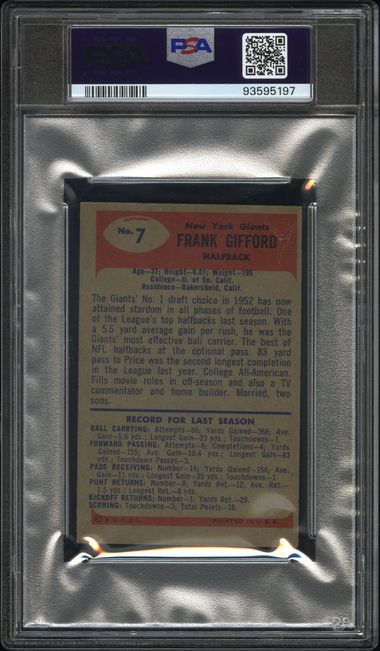 PSA
PSA
93595197
No. 7
New York Giants
FRANK GIFFORD
HALFBACK
Age—27; Height—6.01; Weight—195
College—U. of So. Calif.
Residence—Bakersfield, Calif.
The Giants' No. 1 draft choice in 1952 has now
attained stardom in all phases of football. One
of the League's top halfbacks last season. With
a 5.6 yard average gain per rush, he was the
Giants' most effective ball carrier. The best of
NFL halfbacks at the optional pass. 83 yard
pass to Price was the second longest completion
in the League last year. College All-American.
Fills movie roles in off-season and also a TV
commentator and home builder. Married, two
sons.
RECORD FOR LAST SEASON
BALL CARRYING: Attempts—66; Yards Gained—368; Ave.
Gain—5.6 yds.; Longest Gain—23 yds.; Touchdowns—1.
FORWARD PASSING; Attempts—8; Completions—4; Yards
Gained—155; Ave. Gain—19.4 yds.; Longest Gain—83
yds.; Touchdown Passes—3.
PASS RECEIVING: Number—14; Yards Gained—154; Ave.
Gain—11 yds.; Longest Gain—35 yds.; Touchdowns—1.
PUNT RETURNS: Number—8; Yards Ret.—12; Ave. Ret.—
1.5 yds.; Longest Ret.—8 yds.
KICKOFF RETURNS: Number—1; Yards Ret.—29.
SCORING: Touchdowns—3; Total Points—18.
© B.G.C.I.
PRINTED IN U.S.A.